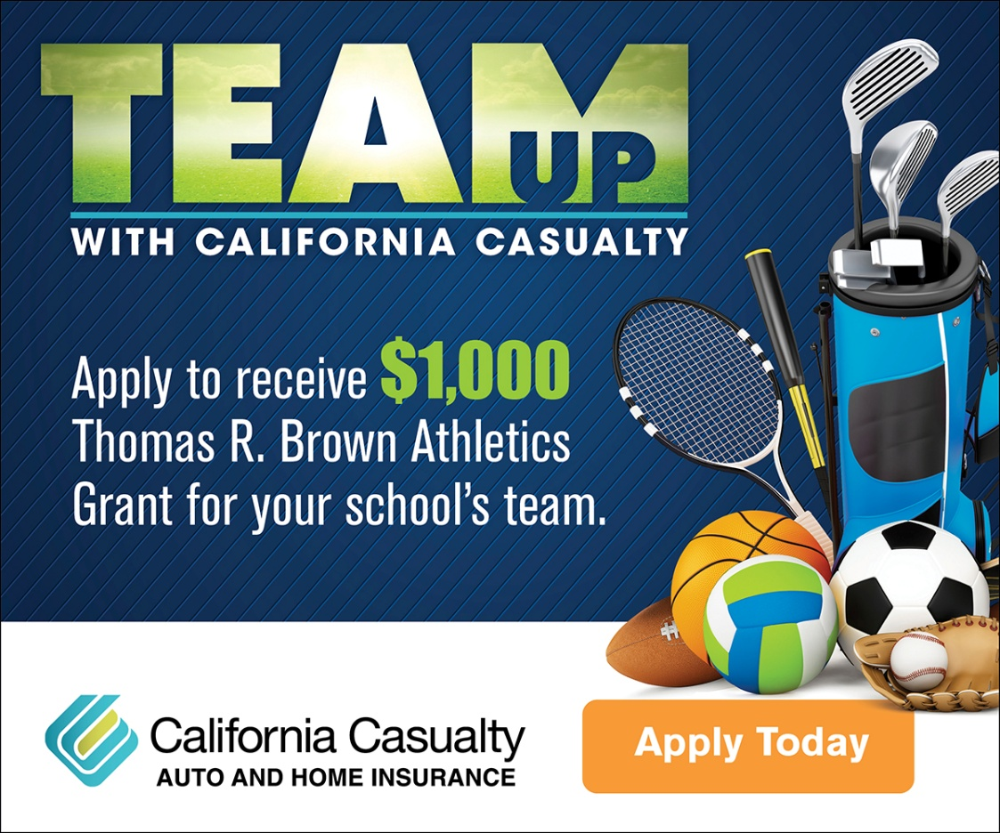 TEAM
UP
WITH CALIFORNIA CASUALTY
Apply to receive $1,000
Thomas R. Brown Athletics
Grant for your school’s team.
California Casualty
AUTO AND HOME INSURANCE
Apply Today